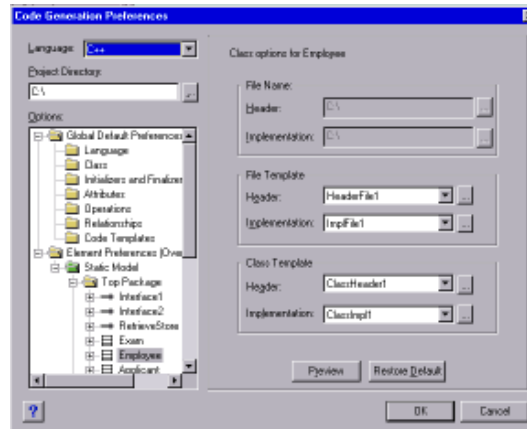 Code Generation Preferences
Language: C++
Project Directory:
C:\
...
Options:
Global Default Preferences
Language
Class
Initializers and Finalizer
Attributes
Operations
Relationships
Code Templates
Element Preferences (Over
Static Model
Top Package
Interface1
Interface2
RetrieveStore
Exam
Employee
Applicant
Class options for Employee
File Name:
Header: C:\ ...
Implementation: C:\ ...
File Template
Header: HeaderFile1 ...
Implementation: ImpFile1 ...
Class Template
Header: ClassHeader1 ...
Implementation: ClassImpl1 ...
Preview Restore Default
? OK Cancel